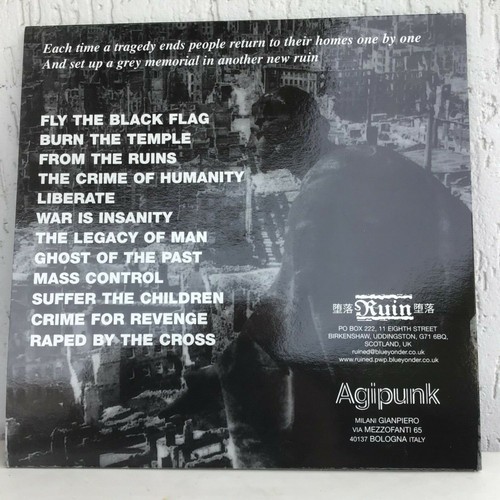 Each time a tragedy ends people return to their homes one by one
And set up a grey memorial in another new ruin
FLY THE BLACK FLAG
BURN THE TEMPLE
FROM THE RUINS
THE CRIME OF HUMANITY
LIBERATE
WAR IS INSANITY
THE LEGACY OF MAN
GHOST OF THE PAST
MASS CONTROL
SUFFER THE CHILDREN
CRIME FOR REVENGE
RAPED BY THE CROSS
堕落 Ruin 堕落
PO BOX 222, 11 EIGHTH STREET
BIRKENSHAW, UDDINGSTON, G71 6BQ,
SCOTLAND, UK
ruined@blueyonder.co.uk
www.ruined.pwp.blueyonder.co.uk
Agipunk
MILANI GIANPIERO
VIA MEZZOFANTI 65
40137 BOLOGNA ITALY